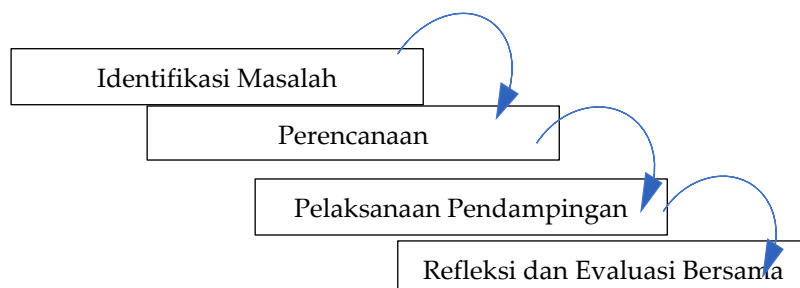 Identifikasi Masalah
Perencanaan
Pelaksanaan Pendampingan
Refleksi dan Evaluasi Bersama